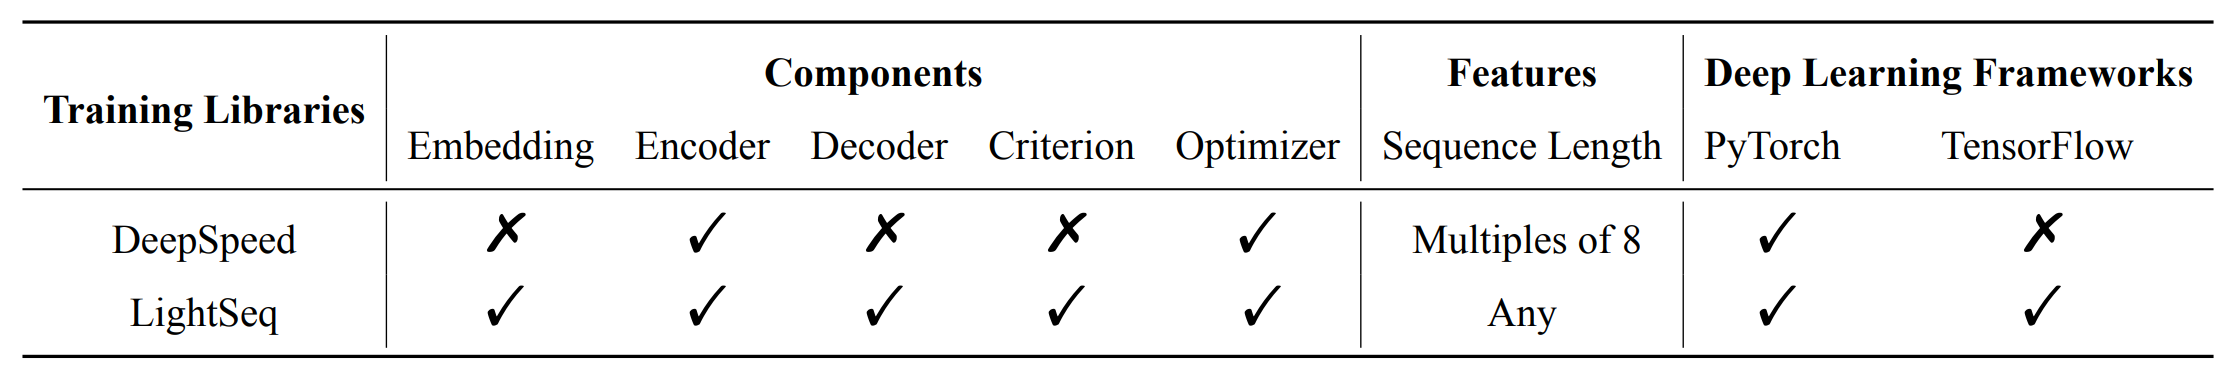 Components Features Deep Learning Frameworks
Training Libraries
Embedding Encoder Decoder Criterion Optimizer Sequence Length PyTorch TensorFlow
DeepSpeed ✗ ✓ ✗ ✗ ✓ Multiples of 8 ✓ ✗
LightSeq ✓ ✓ ✓ ✓ ✓ Any ✓ ✓